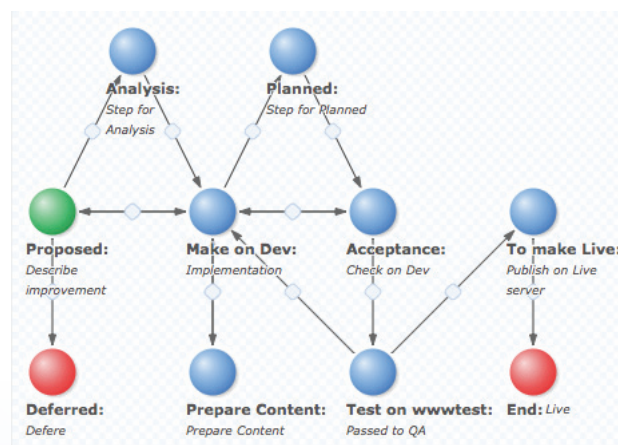 Analysis:
Step for
Analysis
Planned:
Step for Planned
Proposed:
Describe
improvement
Make on Dev:
Implementation
Acceptance:
Check on Dev
To make Live:
Publish on Live
server
Deferred:
Defere
Prepare Content:
Prepare Content
Test on wwwtest:
Passed to QA
End: Live